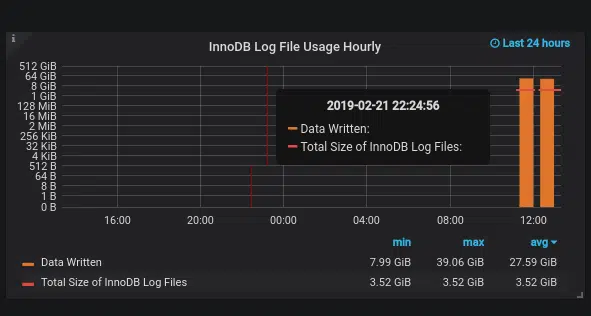 i
InnoDB Log File Usage Hourly
Last 24 hours
512 GiB
64 GiB
8 GiB
1 GiB
128 MiB
16 MiB
2 MiB
256 KiB
32 KiB
4 KiB
512 B
64 B
8 B
1 B
0 B
2019-02-21 22:24:56
Data Written:
Total Size of InnoDB Log Files:
16:00 20:00 00:00 04:00 08:00 12:00
min max avg
Data Written 7.99 GiB 39.06 GiB 27.59 GiB
Total Size of InnoDB Log Files 3.52 GiB 3.52 GiB 3.52 GiB